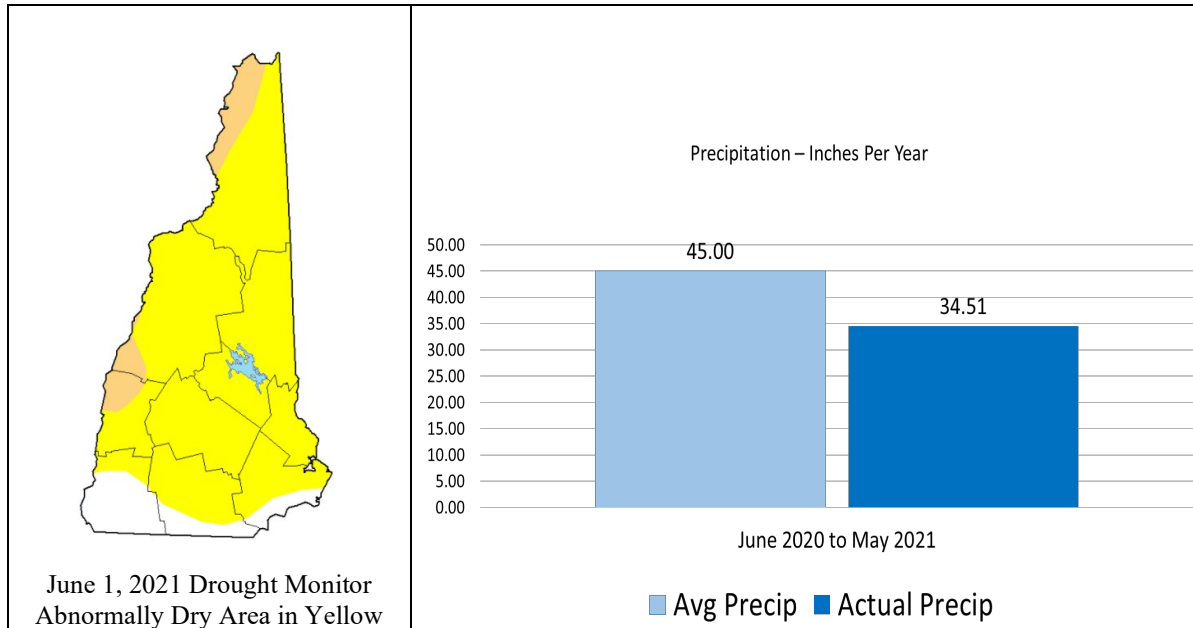 June 1, 2021 Drought Monitor
Abnormally Dry Area in Yellow
Precipitation – Inches Per Year
50.00
45.00
40.00
35.00
30.00
25.00
20.00
15.00
10.00
5.00
0.00
45.00
34.51
June 2020 to May 2021
Avg Precip
Actual Precip